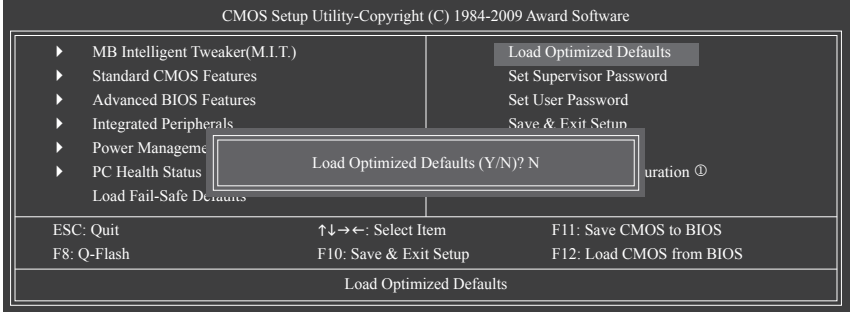 CMOS Setup Utility-Copyright (C) 1984-2009 Award Software
MB Intelligent Tweaker(M.I.T.)
Standard CMOS Features
Advanced BIOS Features
Integrated Peripherals
Power
PC Health Status
Load Fail-Safe Defaults
Load Optimized Defaults
Set Supervisor Password
Set User Password
Save & Exit Setup
Load Optimized Defaults (Y/N)? N
①
ESC: Quit
↑↓→←: Select Item
F11: Save CMOS to BIOS
F8: Q-Flash
F10: Save & Exit Setup
F12: Load CMOS from BIOS
Load Optimized Defaults